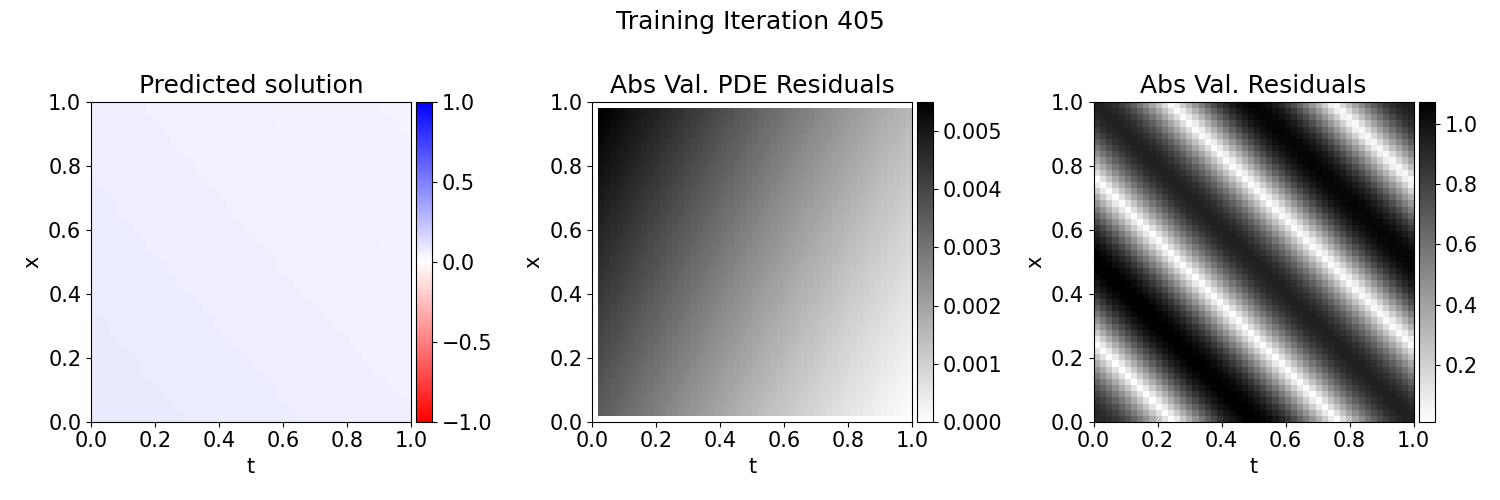 Training Iteration 405
Predicted solution
1.0
0.8
0.6
0.4
0.2
0.0
x
0.0 0.2 0.4 0.6 0.8 1.0
t
1.0
0.5
0.0
−0.5
−1.0
Abs Val. PDE Residuals
1.0
0.8
0.6
0.4
0.2
0.0
x
0.0 0.2 0.4 0.6 0.8 1.0
t
0.005
0.004
0.003
0.002
0.001
0.000
Abs Val. Residuals
1.0
0.8
0.6
0.4
0.2
0.0
x
0.0 0.2 0.4 0.6 0.8 1.0
t
1.0
0.8
0.6
0.4
0.2